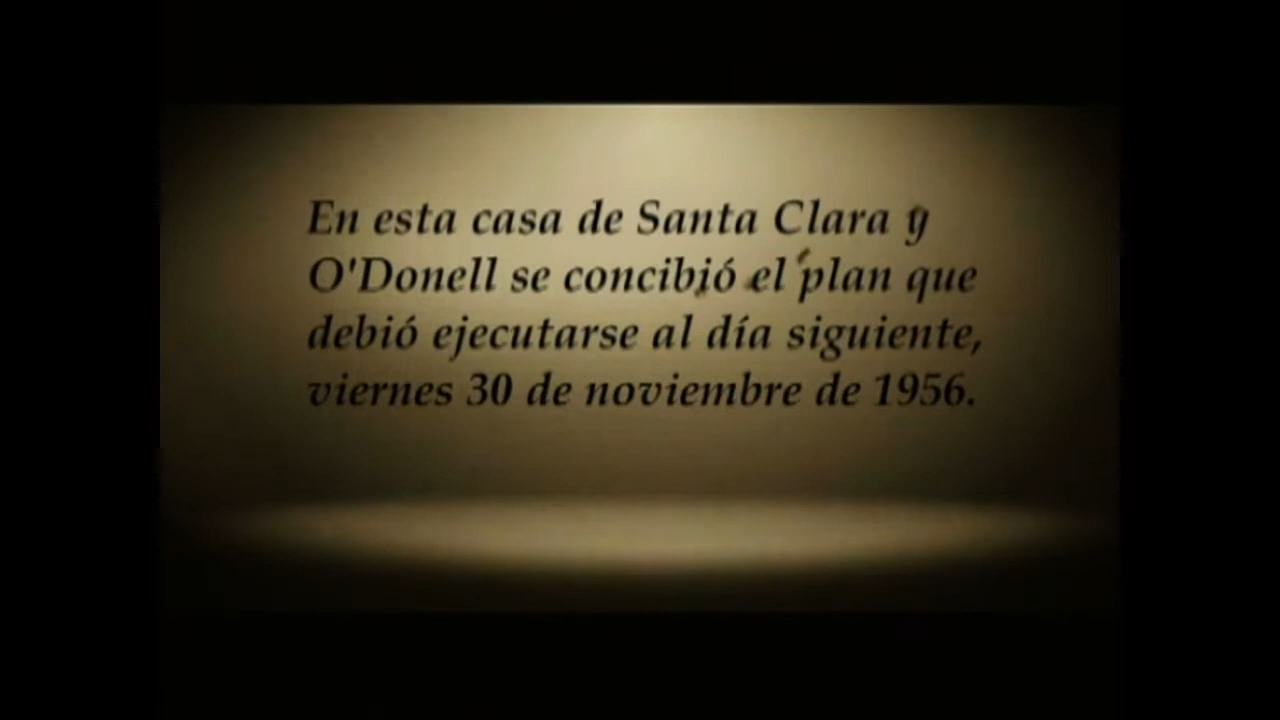 En esta casa de Santa Clara y
O'Donell se concibió el plan que
debió ejecutarse al día siguiente,
viernes 30 de noviembre de 1956.